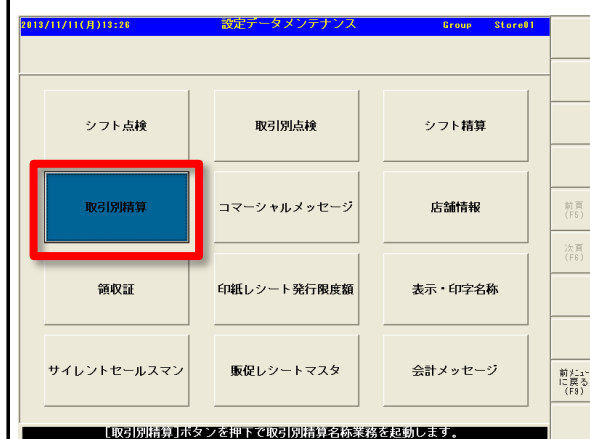 2013/11/11(月)13:26 設定データメンテナンス Group Store01
シフト点検 取引別点検 シフト精算
取引別精算 コマーシャルメッセージ 店舗情報
前頁
(F5)
次頁
(F6)
領収証 印紙レシート発行限度額 表示・印字名称
サイレントセールスマン 販促レシートマスタ 会計メッセージ
前メニュー
に戻る
(F9)
[取引別精算]ボタンを押下で取引別精算名称業務を起動します。